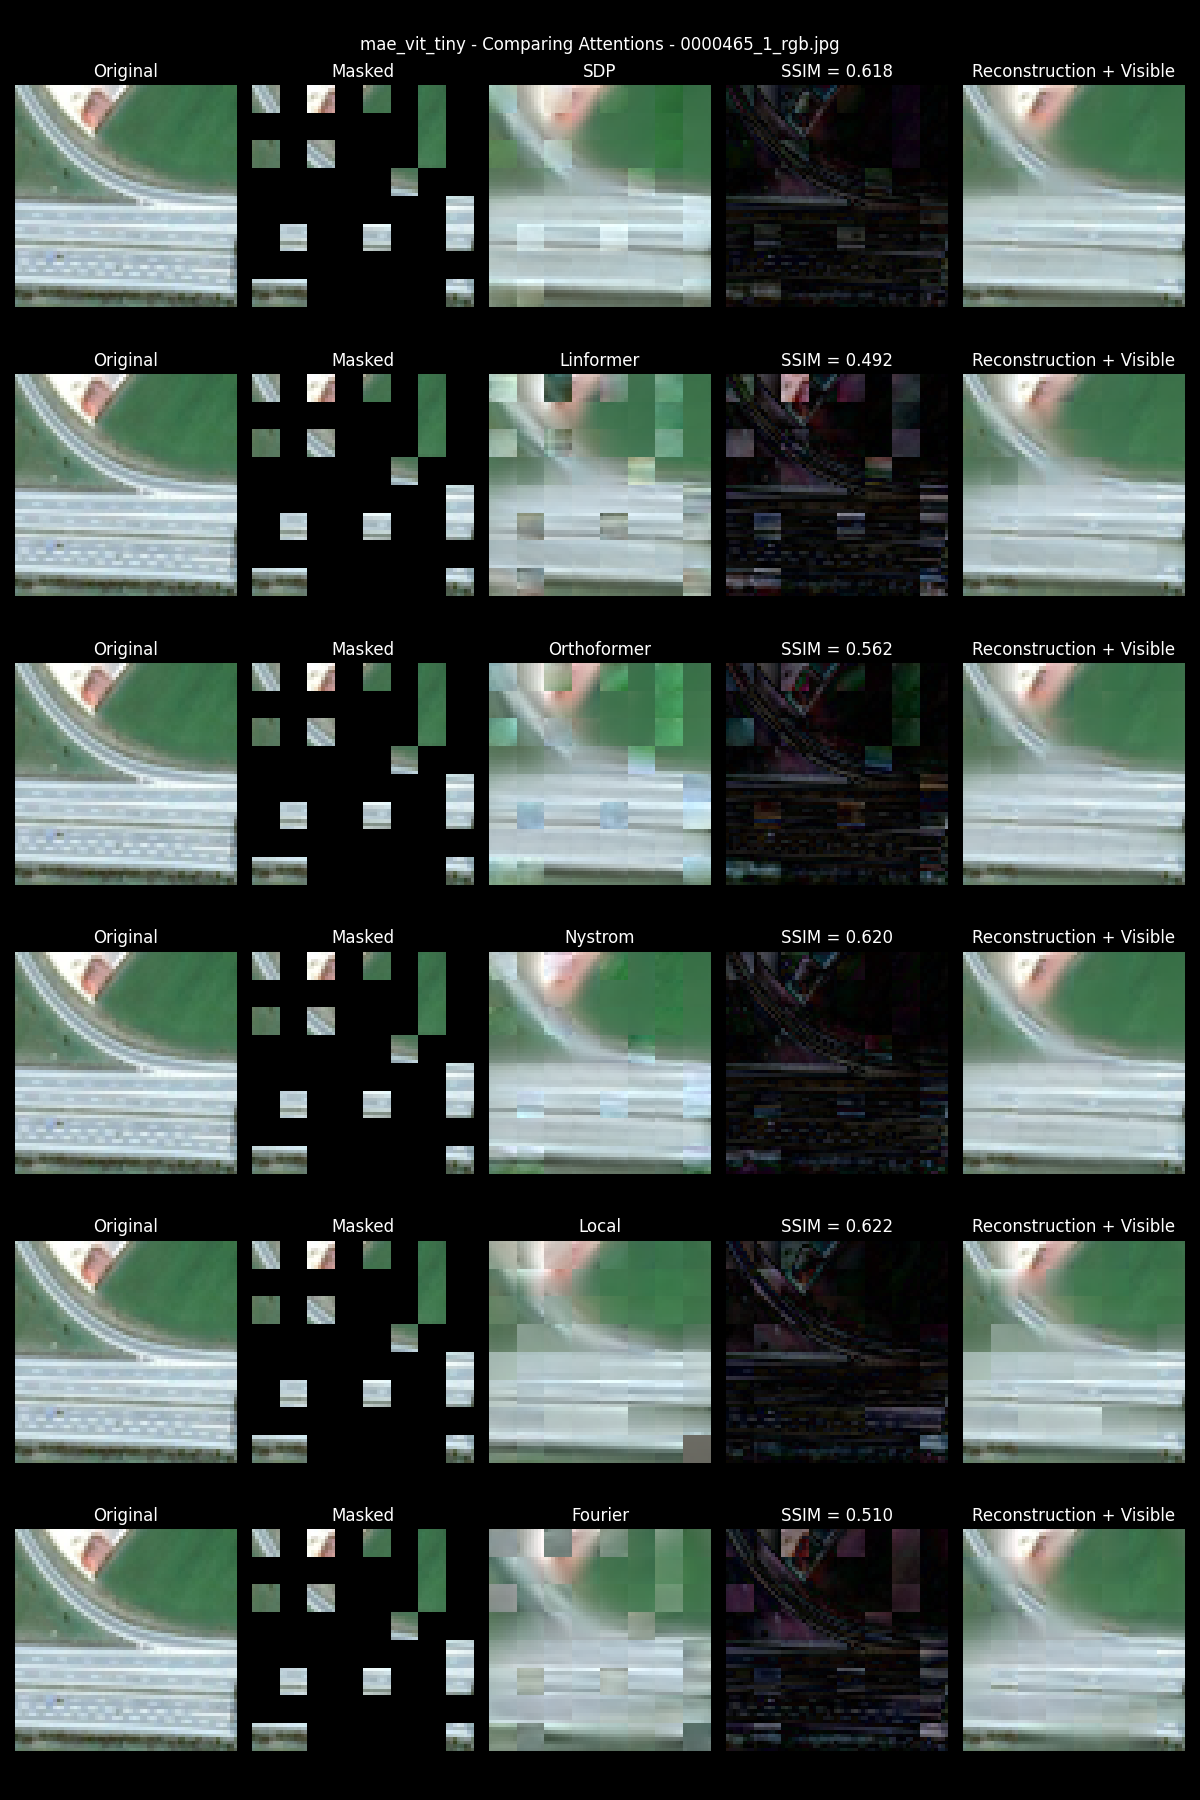 mae_vit_tiny - Comparing Attentions - 0000465_1_rgb.jpg
Original Masked SDP SSIM = 0.618 Reconstruction + Visible
Original Masked Linformer SSIM = 0.492 Reconstruction + Visible
Original Masked Orthoformer SSIM = 0.562 Reconstruction + Visible
Original Masked Nystrom SSIM = 0.620 Reconstruction + Visible
Original Masked Local SSIM = 0.622 Reconstruction + Visible
Original Masked Fourier SSIM = 0.510 Reconstruction + Visible